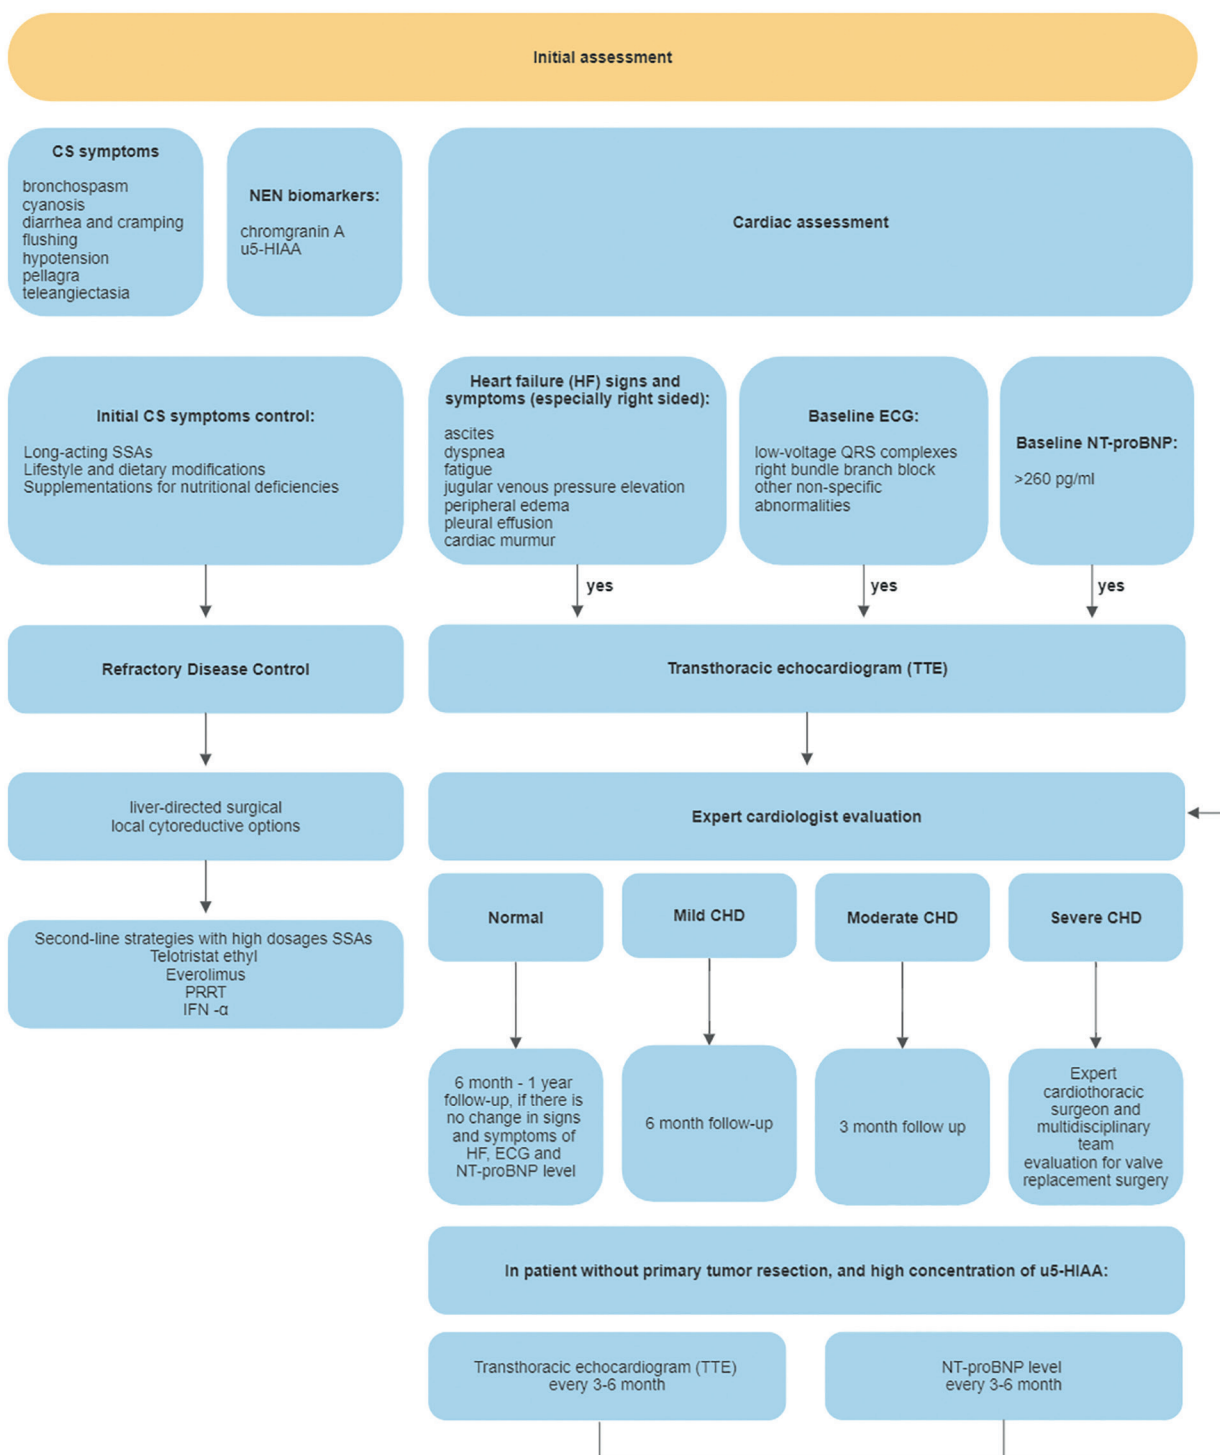 Initial assessment
CS symptoms
bronchospasm
cyanosis
diarrhea and cramping
flushing
hypotension
pellagra
teleangiectasia
NEN biomarkers:
chromgranin A
u5-HIAA
Cardiac assessment
Initial CS symptoms control:
Long-acting SSAs
Lifestyle and dietary modifications
Supplementations for nutritional deficiencies
Heart failure (HF) signs and
symptoms (especially right sided):
ascites
dyspnea
fatigue
jugular venous pressure elevation
peripheral edema
pleural effusion
cardiac murmur
Baseline ECG:
low-voltage QRS complexes
right bundle branch block
other non-specific
abnormalities
Baseline NT-proBNP:
>260 pg/ml
yes
yes
yes
Refractory Disease Control
Transthoracic echocardiogram (TTE)
liver-directed surgical
local cytoreductive options
Expert cardiologist evaluation
Second-line strategies with high dosages SSAs
Telotristat ethyl
Everolimus
PRRT
IFN -α
Normal
Mild CHD
Moderate CHD
Severe CHD
6 month - 1 year
follow-up, if there is
no change in signs
and symptoms of
HF, ECG and
NT-proBNP level
6 month follow-up
3 month follow up
Expert
cardiothoracic
surgeon and
multidisciplinary
team
evaluation for valve
replacement surgery
In patient without primary tumor resection, and high concentration of u5-HIAA:
Transthoracic echocardiogram (TTE)
every 3-6 month
NT-proBNP level
every 3-6 month